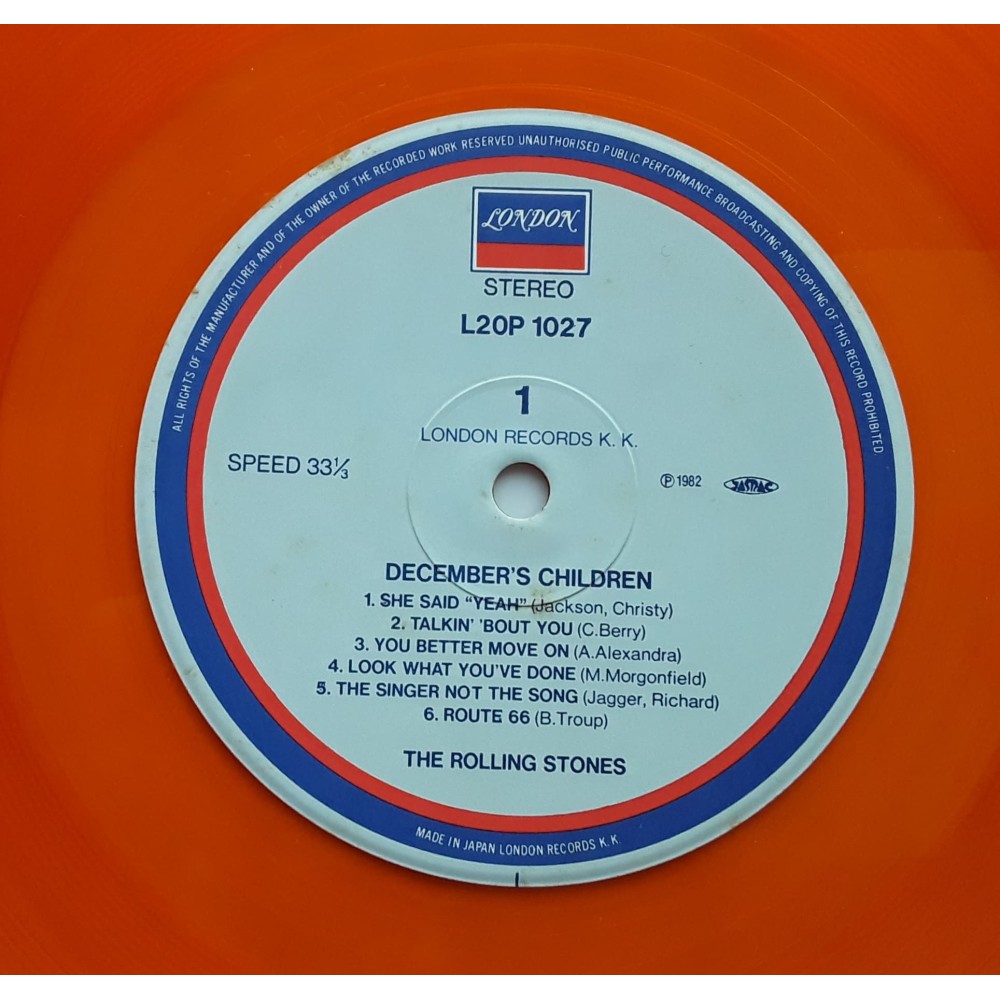 ALL RIGHTS OF THE MANUFACTURER AND OF THE OWNER OF THE RECORDED WORK RESERVED UNAUTHORISED PUBLIC PERFORMANCE BROADCASTING AND COPYING OF THIS RECORD PROHIBITED.
LONDON
STEREO
L20P 1027
1
LONDON RECORDS K. K.
SPEED 33⅓
℗1982
JASRAC
DECEMBER'S CHILDREN
1. SHE SAID "YEAH" (Jackson, Christy)
2. TALKIN' 'BOUT YOU (C.Berry)
3. YOU BETTER MOVE ON (A.Alexandra)
4. LOOK WHAT YOU'VE DONE (M.Morgonfield)
5. THE SINGER NOT THE SONG (Jagger, Richard)
6. ROUTE 66 (B.Troup)
THE ROLLING STONES
MADE IN JAPAN LONDON RECORDS K. K.